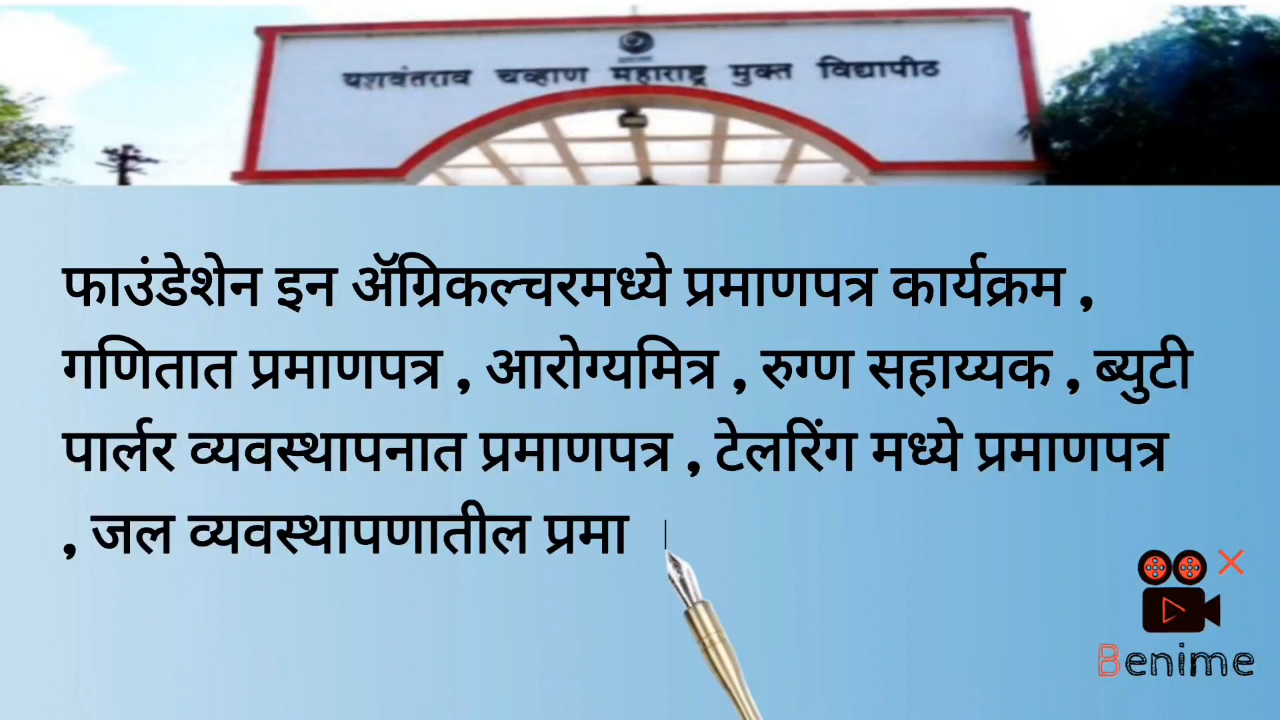 यशवंतराव चव्हाण महाराष्ट्र मुक्त विद्यापीठ
फाउंडेशेन इन ॲग्रिकल्चरमध्ये प्रमाणपत्र कार्यक्रम ,
गणितात प्रमाणपत्र , आरोग्यमित्र , रुग्ण सहाय्यक , ब्युटी
पार्लर व्यवस्थापनात प्रमाणपत्र , टेलरिंग मध्ये प्रमाणपत्र
, जल व्यवस्थापणातील प्रमा
Benime